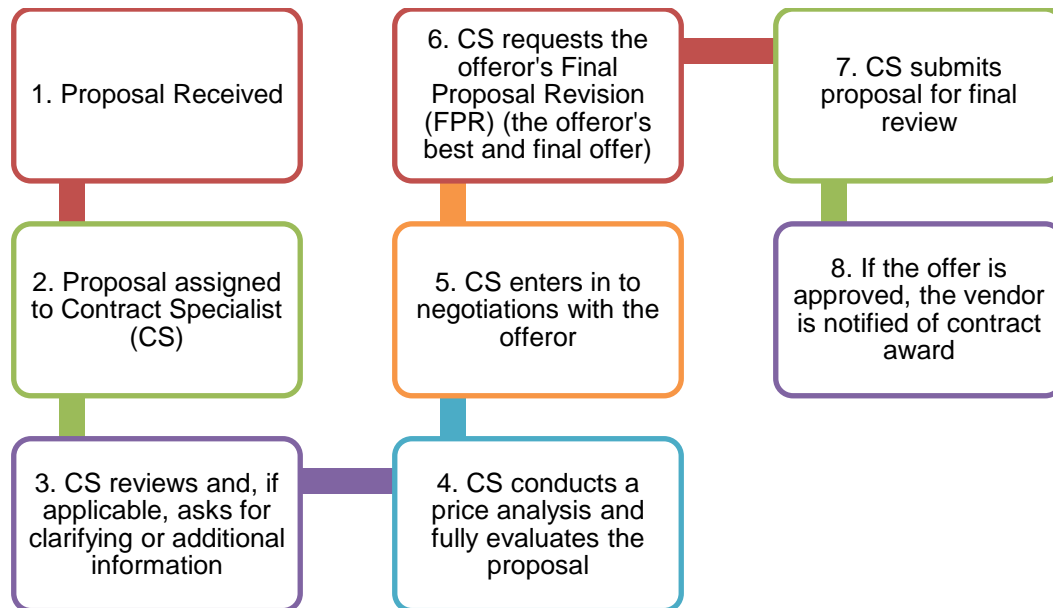 1. Proposal Received
2. Proposal assigned
to Contract Specialist
(CS)
3. CS reviews and, if
applicable, asks for
clarifying or additional
information
4. CS conducts a
price analysis and
fully evaluates the
proposal
5. CS enters in to
negotiations with the
offeror
6. CS requests the
offeror's Final
Proposal Revision
(FPR) (the offeror's
best and final offer)
7. CS submits
proposal for final
review
8. If the offer is
approved, the vendor
is notified of contract
award